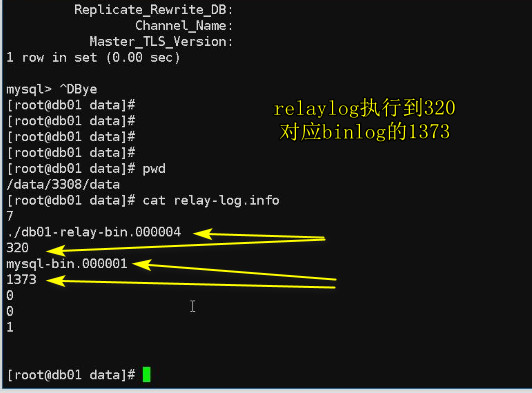 Replicate_Rewrite_DB:
Channel_Name:
Master_TLS_Version:
1 row in set (0.00 sec)
mysql> ^DBye
[root@db01 data]#
[root@db01 data]#
[root@db01 data]#
[root@db01 data]#
[root@db01 data]# pwd
/data/3308/data
[root@db01 data]# cat relay-log.info
7
./db01-relay-bin.000004
320
mysql-bin.000001
1373
0
0
1
[root@db01 data]#
relaylog执行到320
对应binlog的1373